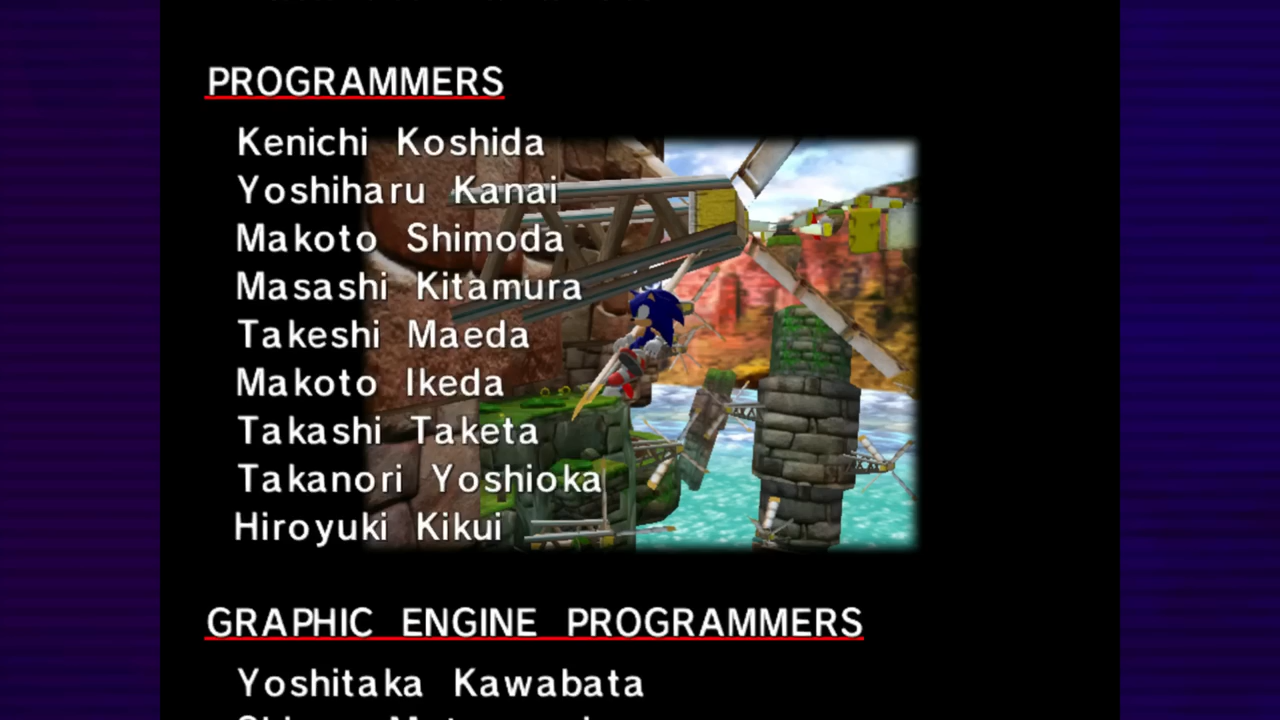 PROGRAMMERS
Kenichi Koshida
Yoshiharu Kanai
Makoto Shimoda
Masashi Kitamura
Takeshi Maeda
Makoto Ikeda
Takashi Taketa
Takanori Yoshioka
Hiroyuki Kikui
GRAPHIC ENGINE PROGRAMMERS
Yoshitaka Kawabata